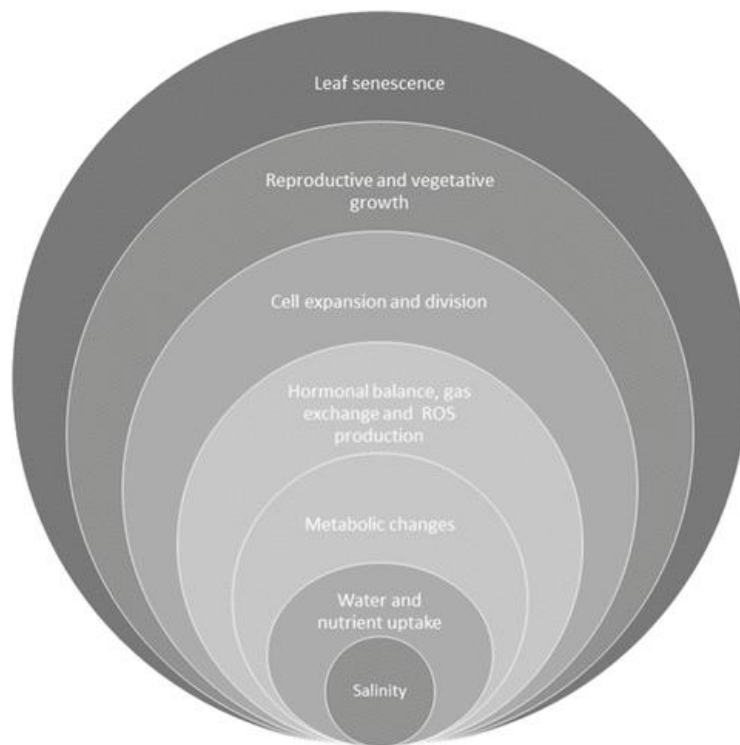 Leaf senescence
Reproductive and vegetative
growth
Cell expansion and division
Hormonal balance, gas
exchange and ROS
production
Metabolic changes
Water and
nutrient uptake
Salinity